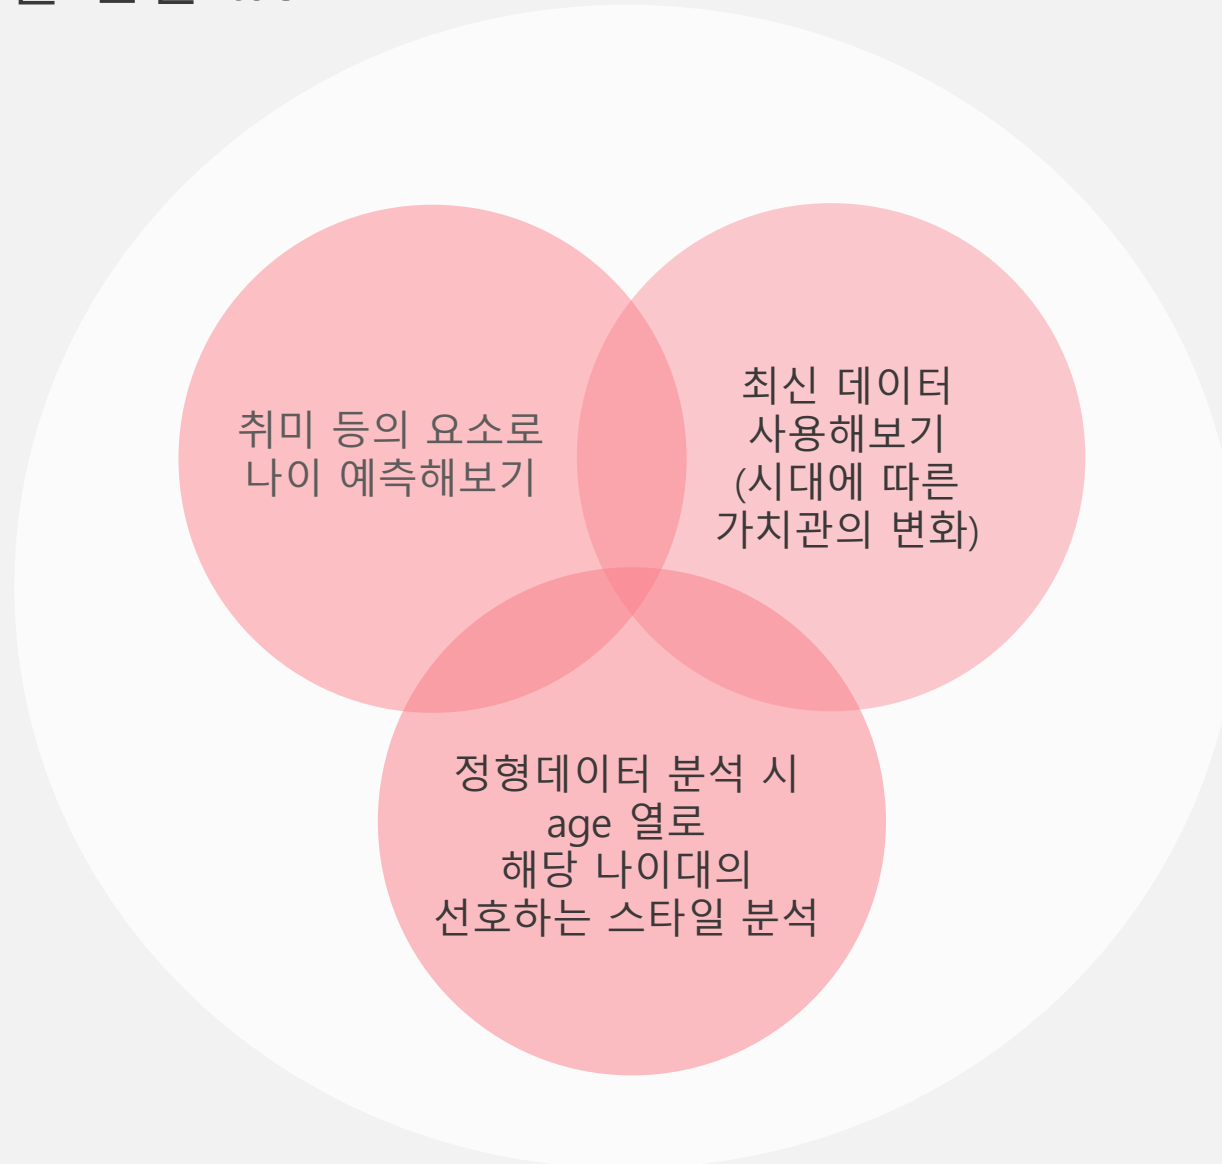 취미 등의 요소로
나이 예측해보기
최신 데이터
사용해보기
(시대에 따른
가치관의 변화)
정형데이터 분석 시
age 열로
해당 나이대의
선호하는 스타일 분석